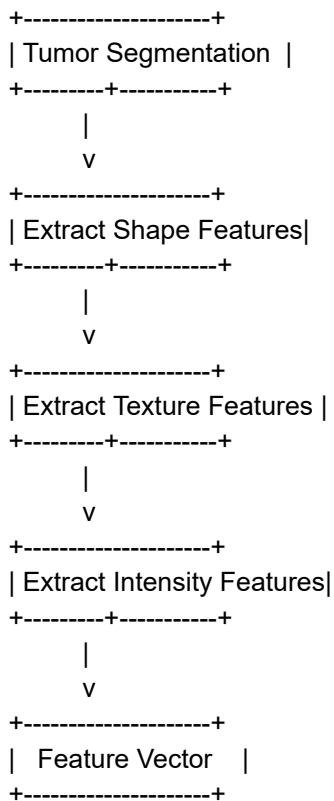 +---------------------+
| Tumor Segmentation  |
+---------+-----------+
|
v
+---------------------+
| Extract Shape Features|
+---------+-----------+
|
v
+---------------------+
| Extract Texture Features |
+---------+-----------+
|
v
+---------------------+
| Extract Intensity Features|
+---------+-----------+
|
v
+---------------------+
|   Feature Vector    |
+---------------------+